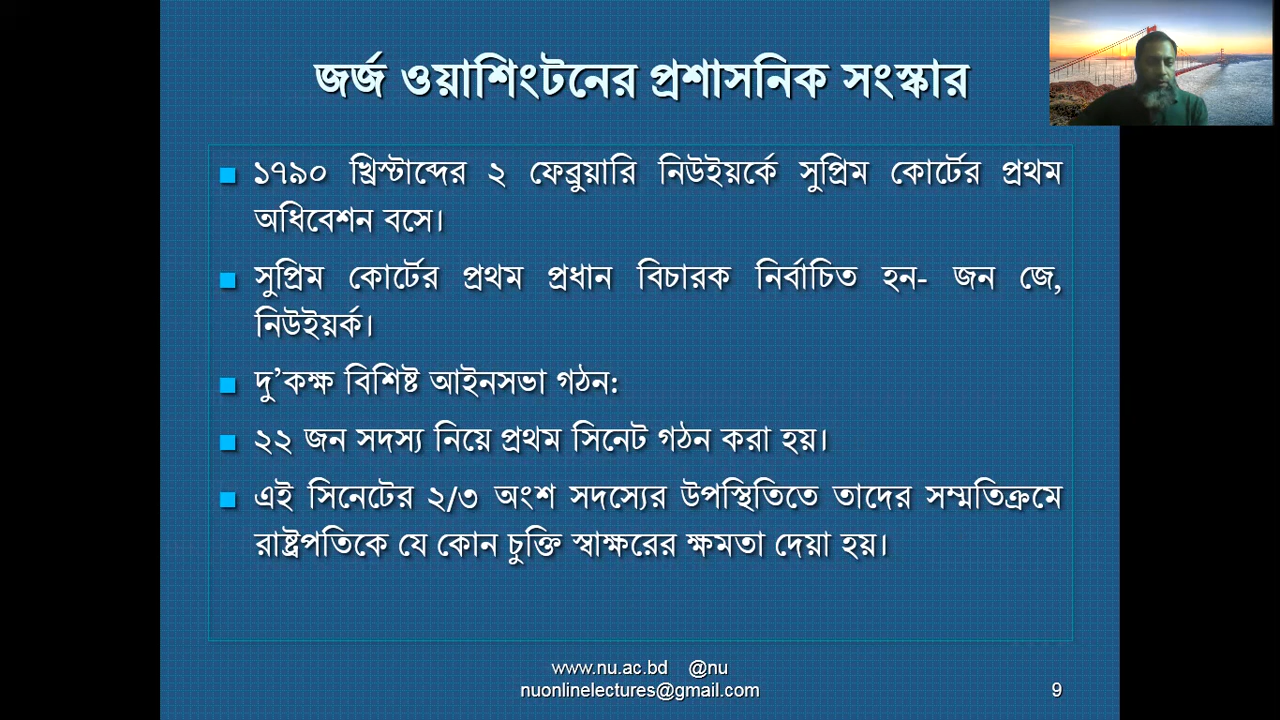 জর্জ ওয়াশিংটনের প্রশাসনিক সংস্কার
১৭৯০ খ্রিস্টাব্দের ২ ফেব্রুয়ারি নিউইয়র্কে সুপ্রিম কোর্টের প্রথম
অধিবেশন বসে।
সুপ্রিম কোর্টের প্রথম প্রধান বিচারক নির্বাচিত হন- জন জে,
নিউইয়র্ক।
দু’কক্ষ বিশিষ্ট আইনসভা গঠন:
২২ জন সদস্য নিয়ে প্রথম সিনেট গঠন করা হয়।
এই সিনেটের ২/৩ অংশ সদস্যের উপস্থিতিতে তাদের সম্মতিক্রমে
রাষ্ট্রপতিকে যে কোন চুক্তি স্বাক্ষরের ক্ষমতা দেয়া হয়।
www.nu.ac.bd @nu
nuonlinelectures@gmail.com
9